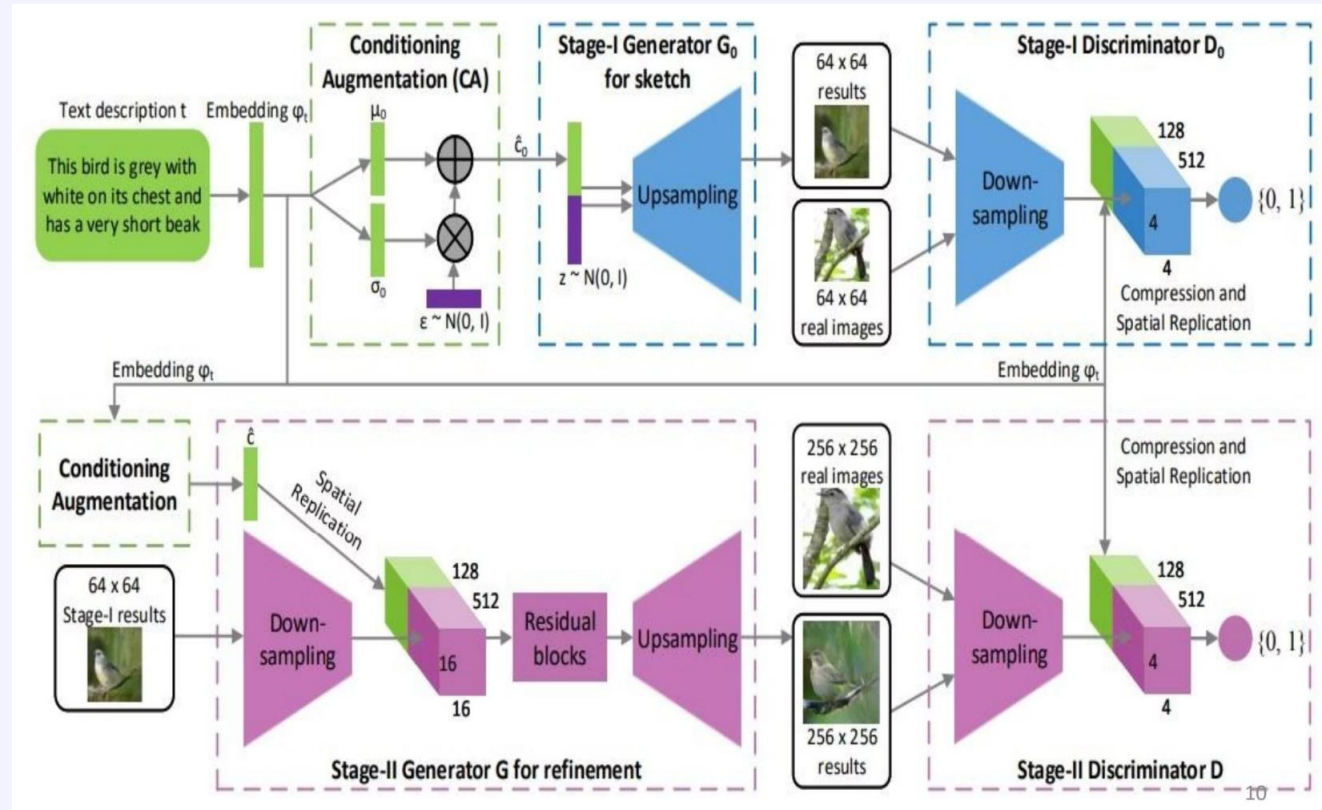 Text description t
Embedding φₜ
This bird is grey with
white on its chest and
has a very short beak
Conditioning
Augmentation (CA)
μ₀
σ₀
ε ~ N(0, I)
ĉ₀
Stage-I Generator G₀
for sketch
z ~ N(0, I)
Upsampling
64 x 64
results
64 x 64
real images
Stage-I Discriminator D₀
Down-
sampling
128
512
4
4
{0, 1}
Compression and
Spatial Replication
Embedding φₜ
Embedding φₜ
Conditioning
Augmentation
64 x 64
Stage-I results
ĉ
Spatial
Replication
Down-
sampling
128
512
16
16
Residual
blocks
Upsampling
Stage-II Generator G for refinement
256 x 256
real images
256 x 256
results
Compression and
Spatial Replication
Down-
sampling
128
512
4
4
{0, 1}
Stage-II Discriminator D
10